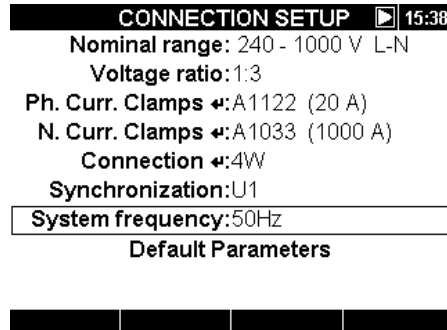 CONNECTION SETUP 15:38
Nominal range: 240 - 1000 V L-N
Voltage ratio:1:3
Ph. Curr. Clamps ↵:A1122 (20 A)
N. Curr. Clamps ↵:A1033 (1000 A)
Connection ↵:4W
Synchronization:U1
System frequency:50Hz
Default Parameters